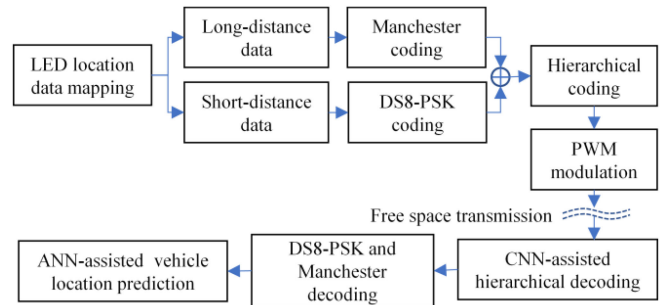 LED location
data mapping
Long-distance
data
Manchester
coding
Short-distance
data
DS8-PSK
coding
Hierarchical
coding
PWM
modulation
Free space transmission
CNN-assisted
hierarchical decoding
DS8-PSK and
Manchester
decoding
ANN-assisted vehicle
location prediction